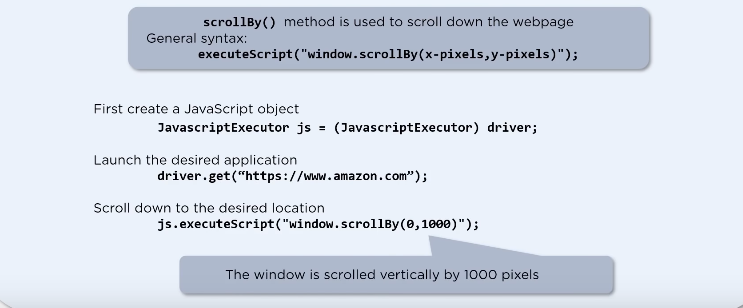 scrollBy() method is used to scroll down the webpage
General syntax:
executeScript("window.scrollBy(x-pixels,y-pixels)");
First create a JavaScript object
JavascriptExecutor js = (JavascriptExecutor) driver;
Launch the desired application
driver.get(“https://www.amazon.com”);
Scroll down to the desired location
js.executeScript("window.scrollBy(0,1000)");
The window is scrolled vertically by 1000 pixels